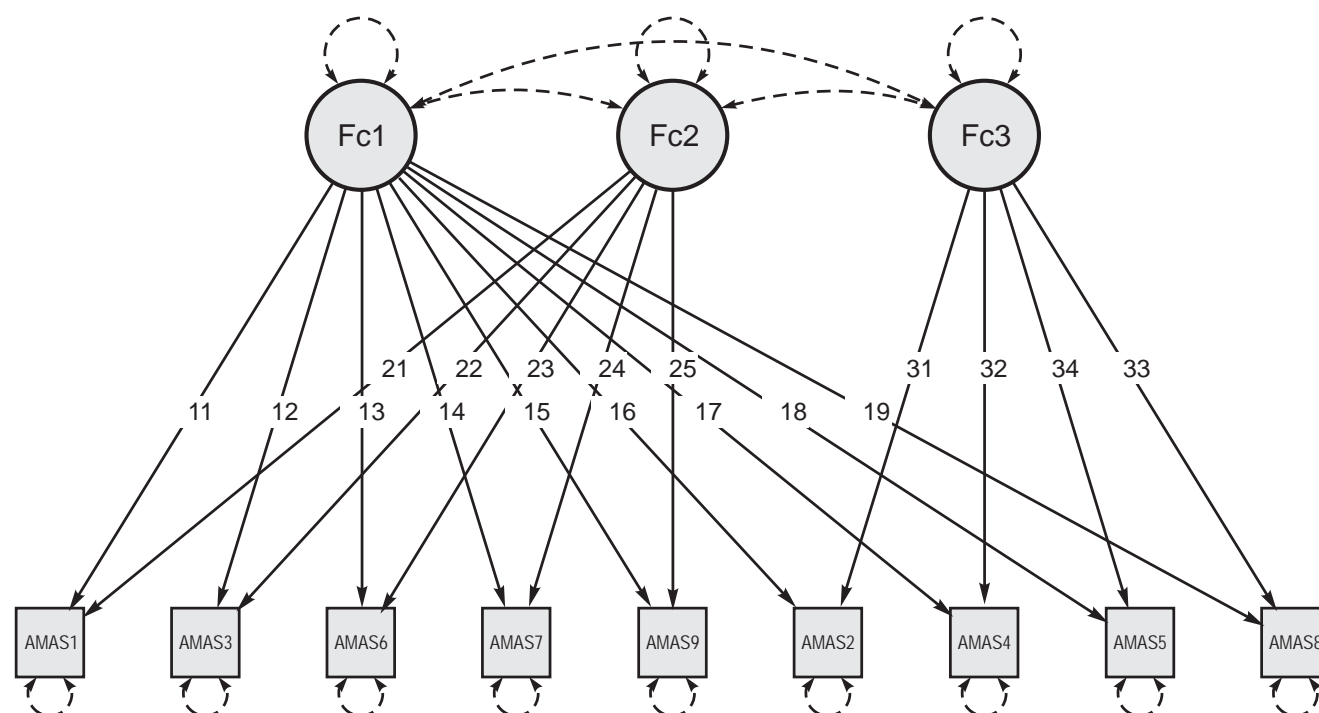 Fc1 Fc2 Fc3
21 22 23 24 25 31 32 34 33
11 12 13 14 15 16 17 18 19
AMAS1 AMAS3 AMAS6 AMAS7 AMAS9 AMAS2 AMAS4 AMAS5 AMAS8